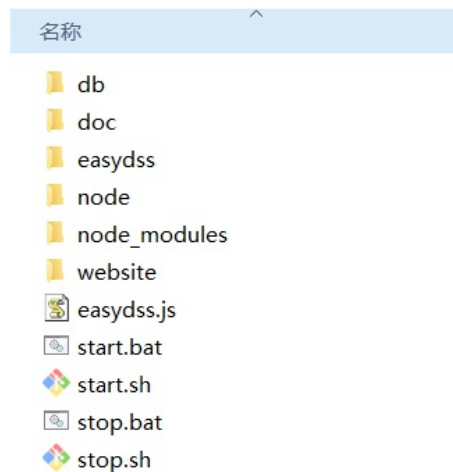 名称
db
doc
easydss
node
node_modules
website
easydss.js
start.bat
start.sh
stop.bat
stop.sh